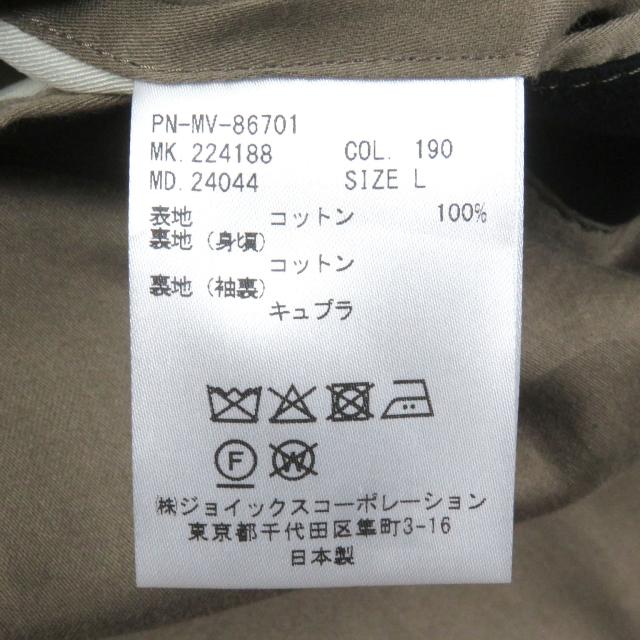 PN-MV-86701
MK.224188 COL. 190
MD.24044 SIZE L
表地 コットン 100%
裏地(身頃)
コットン
裏地(袖裏)
キュプラ
F
W
㈱ジョイックスコーポレーション
東京都千代田区隼町3-16
日本製